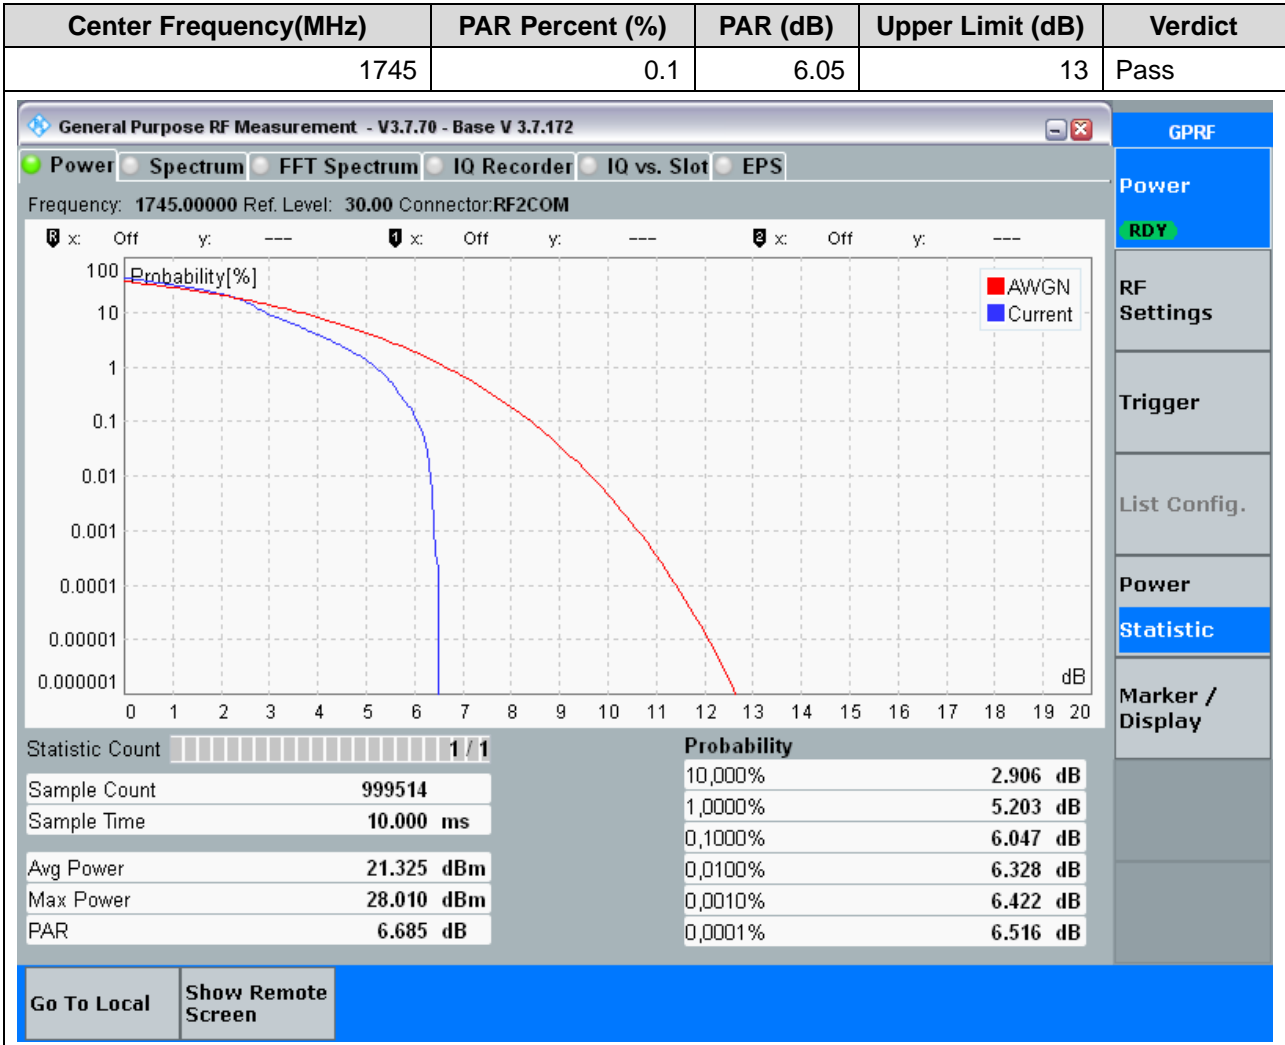 Center Frequency(MHz) PAR Percent (%) PAR (dB) Upper Limit (dB) Verdict
1745 0.1 6.05 13 Pass
General Purpose RF Measurement - V3.7.70 - Base V 3.7.172
GPRF
Power Spectrum FFT Spectrum IQ Recorder IQ vs. Slot EPS
Frequency: 1745.00000 Ref. Level: 30.00 Connector:RF2COM
R x: Off y: --- 1 x: Off y: --- 2 x: Off y: ---
Probability[%]
AWGN
Current
100
10
1
0.1
0.01
0.001
0.0001
0.00001
0.000001
dB
0 1 2 3 4 5 6 7 8 9 10 11 12 13 14 15 16 17 18 19 20
Statistic Count 1 / 1
Sample Count 999514
Sample Time 10.000 ms
Avg Power 21.325 dBm
Max Power 28.010 dBm
PAR 6.685 dB
Probability
10,000% 2.906 dB
1,0000% 5.203 dB
0,1000% 6.047 dB
0,0100% 6.328 dB
0,0010% 6.422 dB
0,0001% 6.516 dB
Power
RDY
RF
Settings
Trigger
List Config.
Power
Statistic
Marker /
Display
Go To Local
Show Remote
Screen